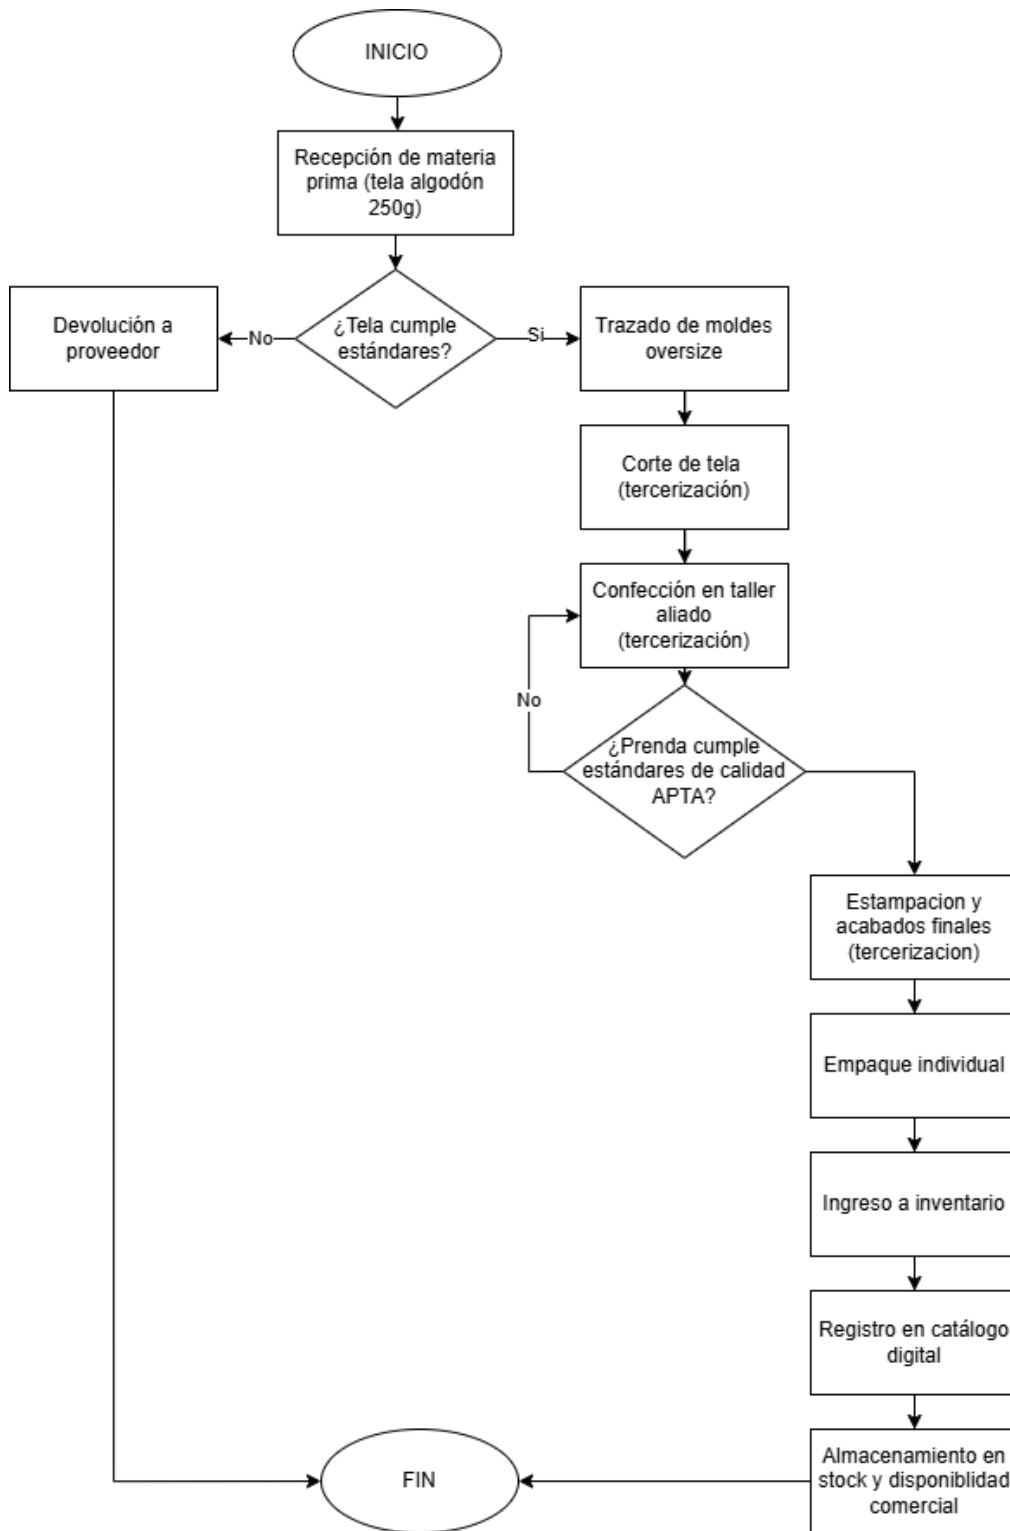 INICIO
Recepción de materia
prima (tela algodón
250g)
¿Tela cumple
estándares?
No
Si
Devolución a
proveedor
Trazado de moldes
oversize
Corte de tela
(tercerización)
Confección en taller
aliado
(tercerización)
No
¿Prenda cumple
estándares de calidad
APTA?
Estampacion y
acabados finales
(tercerizacion)
Empaque individual
Ingreso a inventario
Registro en catálogo
digital
Almacenamiento en
stock y disponiblidad
comercial
FIN